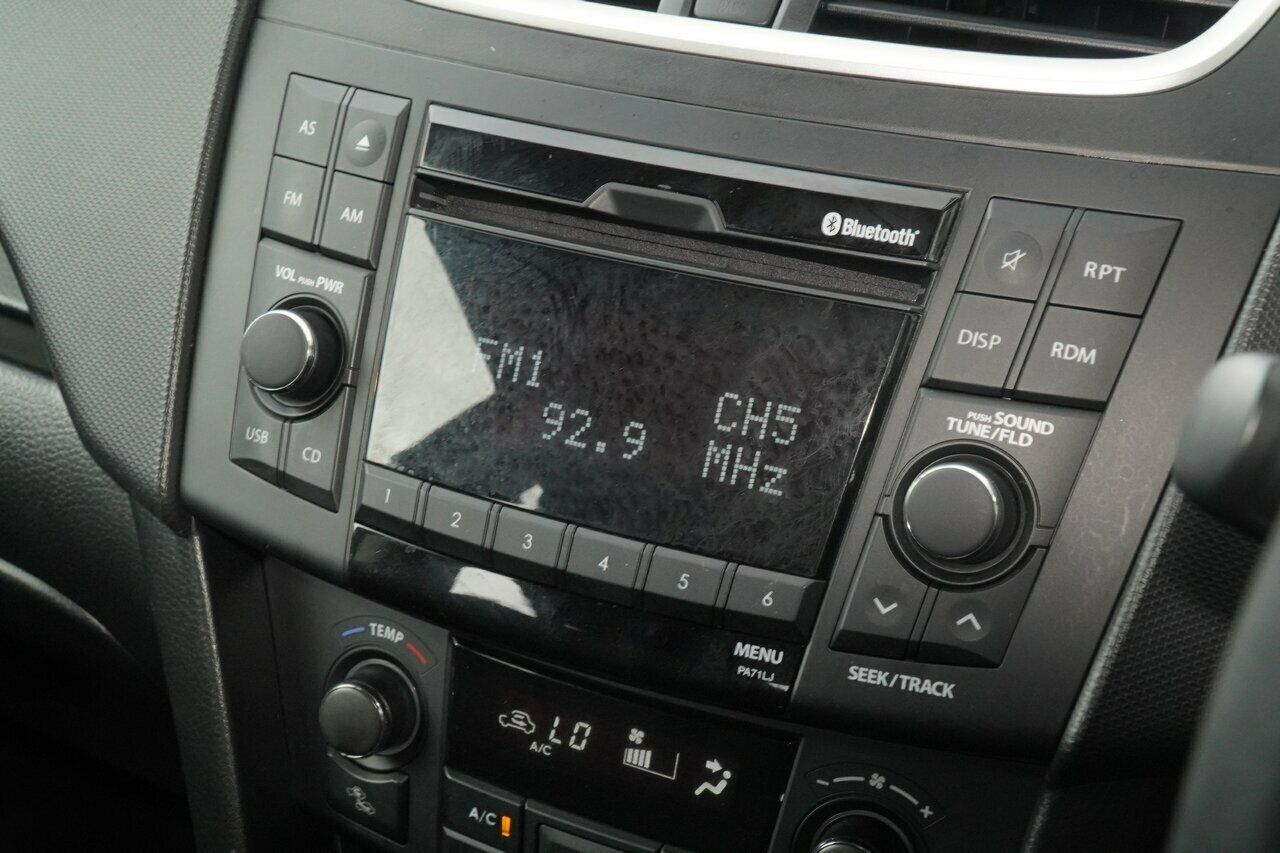 AS
FM AM
VOL PUSH PWR
USB CD
Bluetooth
FM1
92.9
CH5
MHz
1 2 3 4 5 6
MENU
PA71LJ
RPT
DISP RDM
PUSH SOUND
TUNE/FLD
SEEK/TRACK
TEMP
LO
A/C
A/C
- +